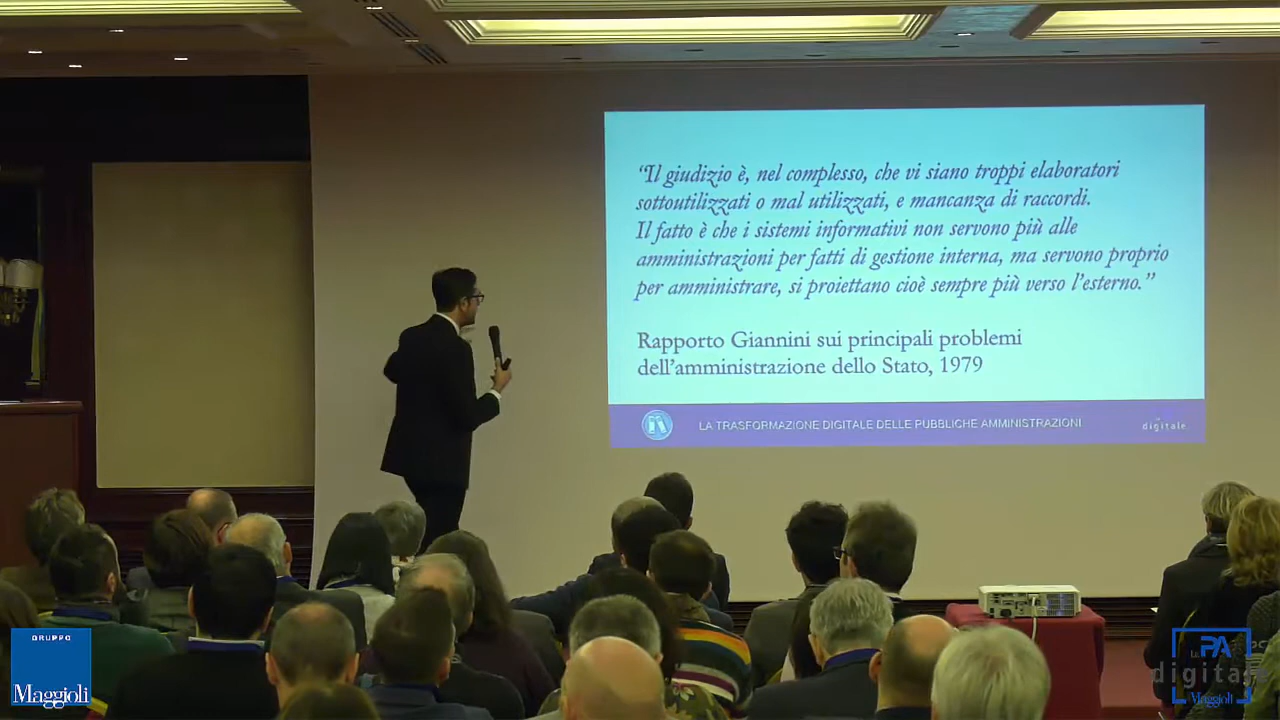 “Il giudizio è, nel complesso, che vi siano troppi elaboratori
sottoutilizzati o mal utilizzati, e mancanza di raccordi.
Il fatto è che i sistemi informativi non servono più alle
amministrazioni per fatti di gestione interna, ma servono proprio
per amministrare, si proiettano cioè sempre più verso l’esterno.”
Rapporto Giannini sui principali problemi
dell’amministrazione dello Stato, 1979
LA TRASFORMAZIONE DIGITALE DELLE PUBBLICHE AMMINISTRAZIONI
digitale
GRUPPO
Maggioli
La PA
digitale
Maggioli